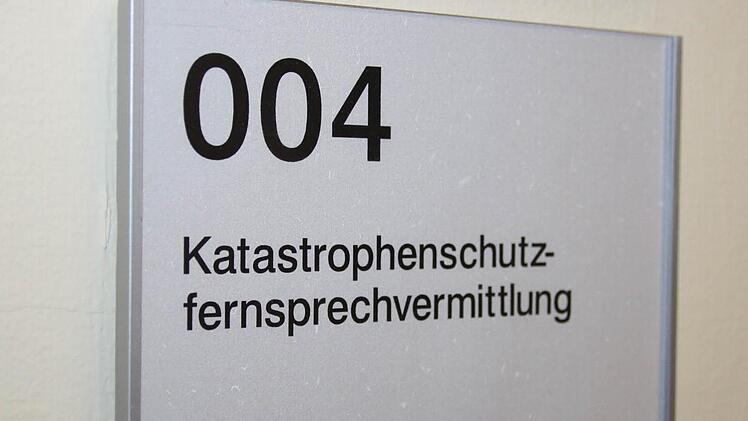 004
Katastrophenschutz-
fernsprechvermittlung